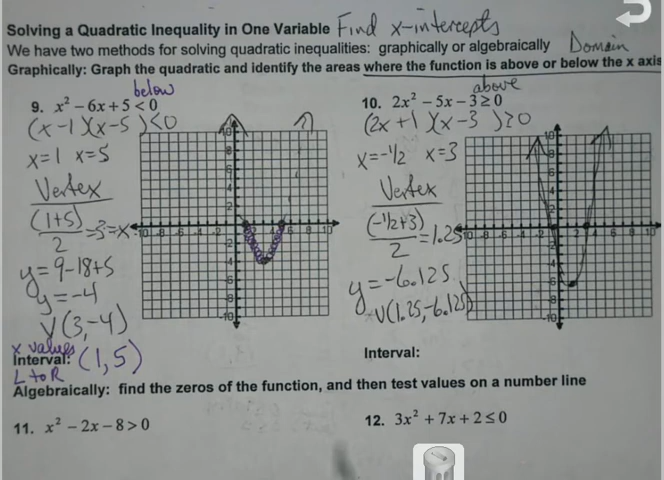 Solving a Quadratic Inequality in One Variable Find x-intercepts
We have two methods for solving quadratic inequalities: graphically or algebraically Domain
Graphically: Graph the quadratic and identify the areas where the function is above or below the x axis
below
9. x² - 6x + 5 < 0
(x-1)(x-5)<0
x=1 x=5
Vertex
(1+5)/2 =3=x
y=9-18+5
y=-4
V(3,-4)
x values
Interval: (1,5)
L to R
above
10. 2x² - 5x - 3 ≥ 0
(2x+1)(x-3)≥0
x=-1/2 x=3
Vertex
(-1/2+3)/2 =1.25
y=-6.125
V(1.25,-6.125)
Interval:
Algebraically: find the zeros of the function, and then test values on a number line
11. x² - 2x - 8 > 0
12. 3x² + 7x + 2 ≤ 0